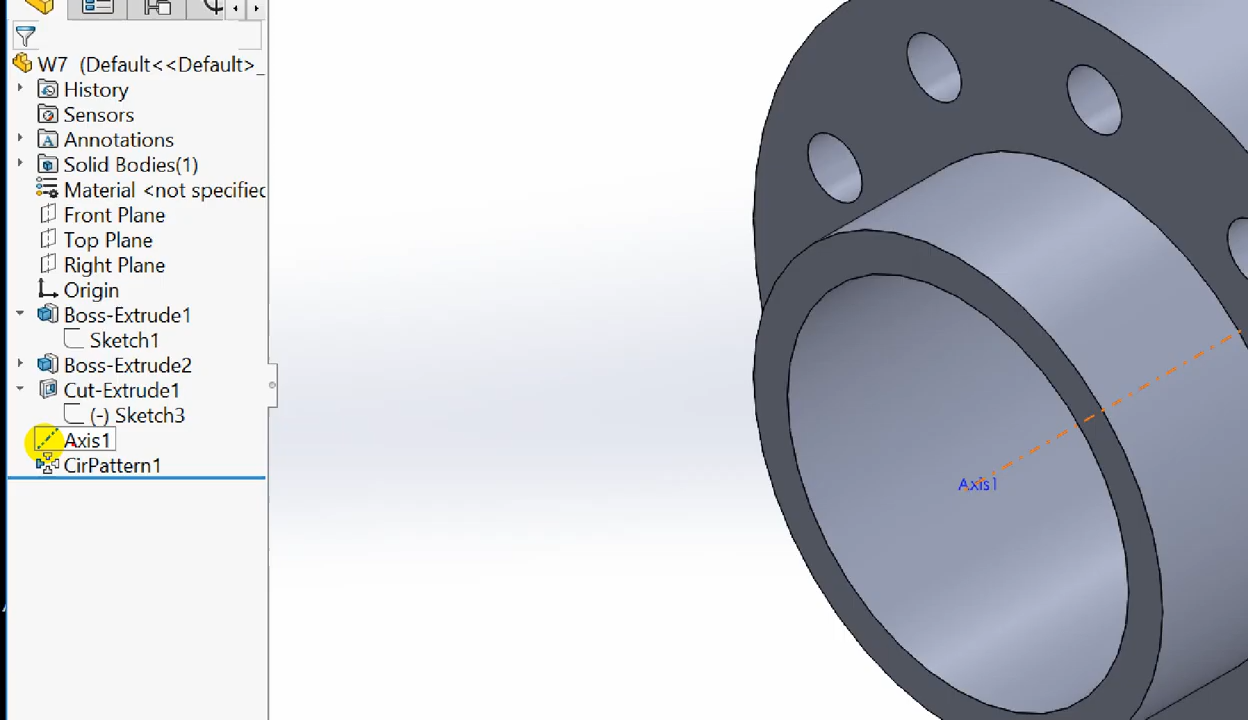 W7 (Default<<Default>_
History
Sensors
Annotations
Solid Bodies(1)
Material <not specified
Front Plane
Top Plane
Right Plane
Origin
Boss-Extrude1
Sketch1
Boss-Extrude2
Cut-Extrude1
(-) Sketch3
Axis1
CirPattern1
Axis1